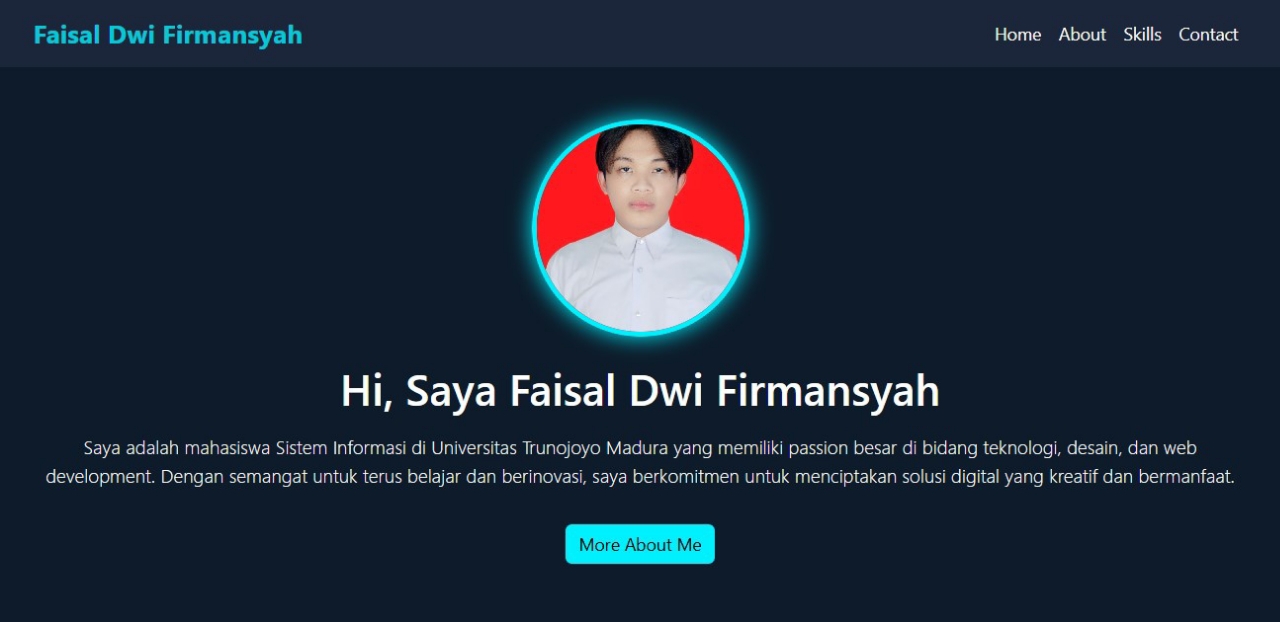 Faisal Dwi Firmansyah
Home About Skills Contact
Hi, Saya Faisal Dwi Firmansyah
Saya adalah mahasiswa Sistem Informasi di Universitas Trunojoyo Madura yang memiliki passion besar di bidang teknologi, desain, dan web
development. Dengan semangat untuk terus belajar dan berinovasi, saya berkomitmen untuk menciptakan solusi digital yang kreatif dan bermanfaat.
More About Me